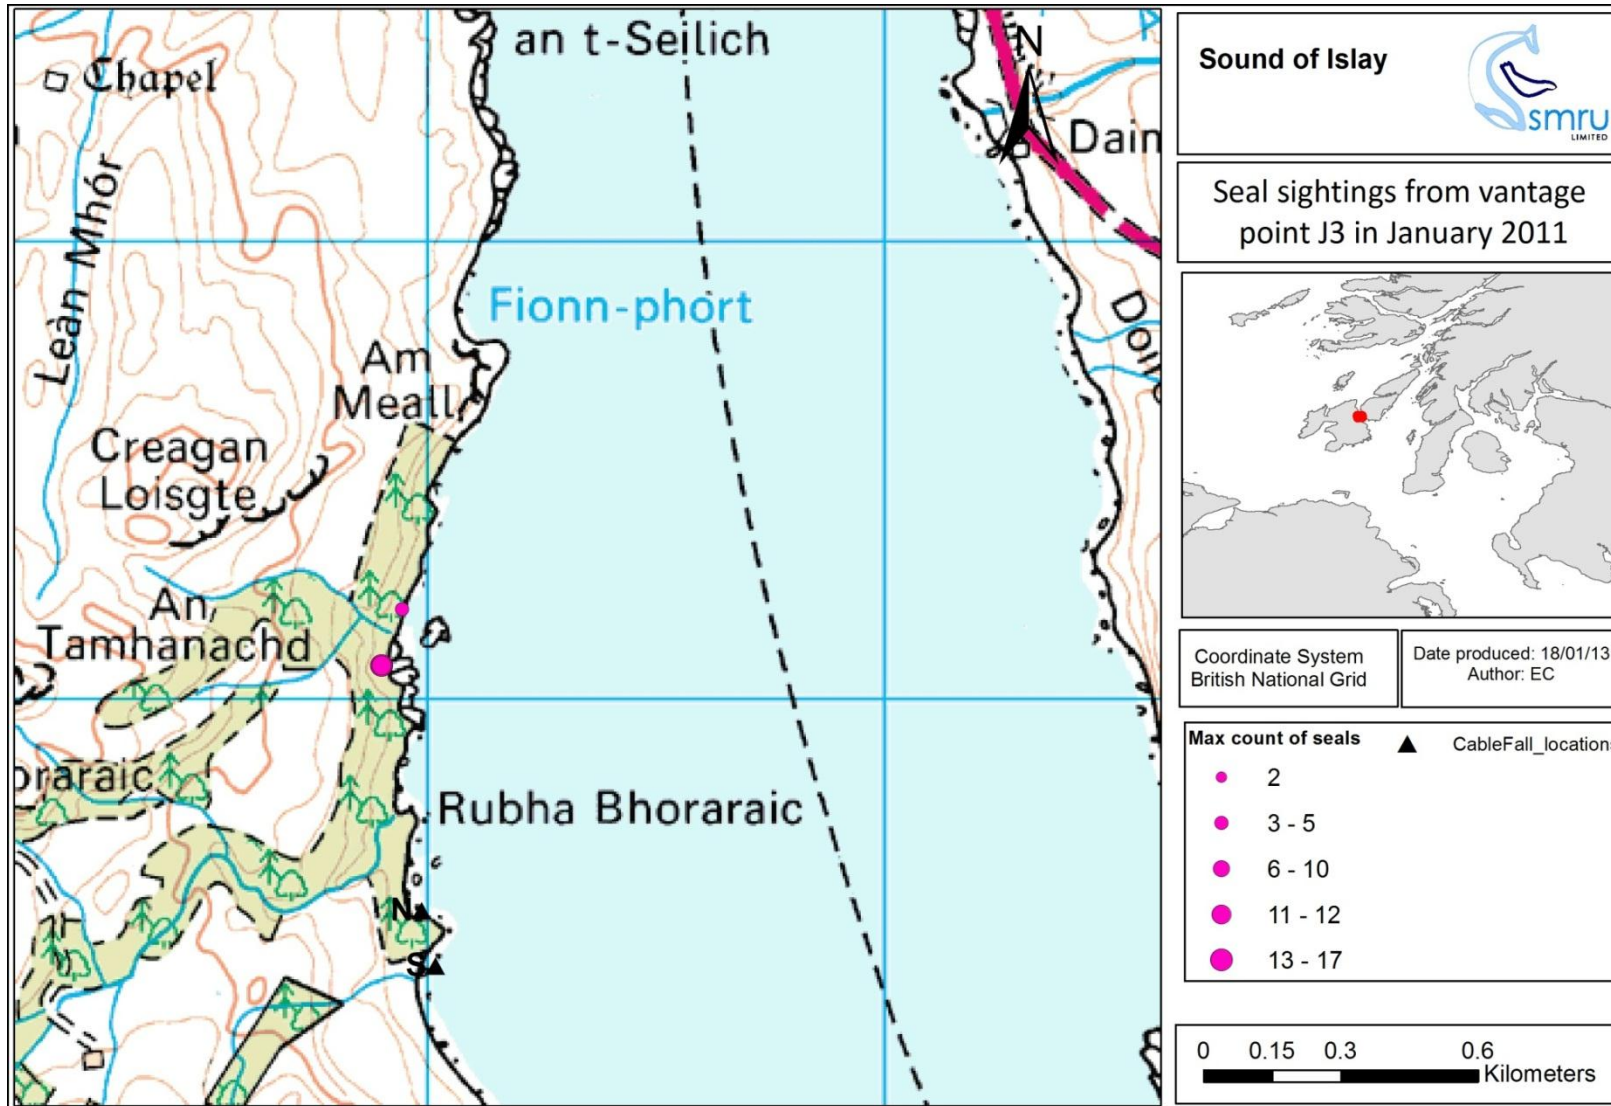 an t-Seilich
Chapel
N
Dain
Leàn Mhór
Fionn-phort
Am
Meall
Creagan
Loisgte
An
Tamhanachd
oraraic
Rubha Bhoraraic
N
S
Sound of Islay
smru
LIMITED
Seal sightings from vantage
point J3 in January 2011
Coordinate System
British National Grid
Date produced: 18/01/13
Author: EC
Max count of seals
CableFall_locations
2
3 - 5
6 - 10
11 - 12
13 - 17
0 0.15 0.3 0.6
Kilometers